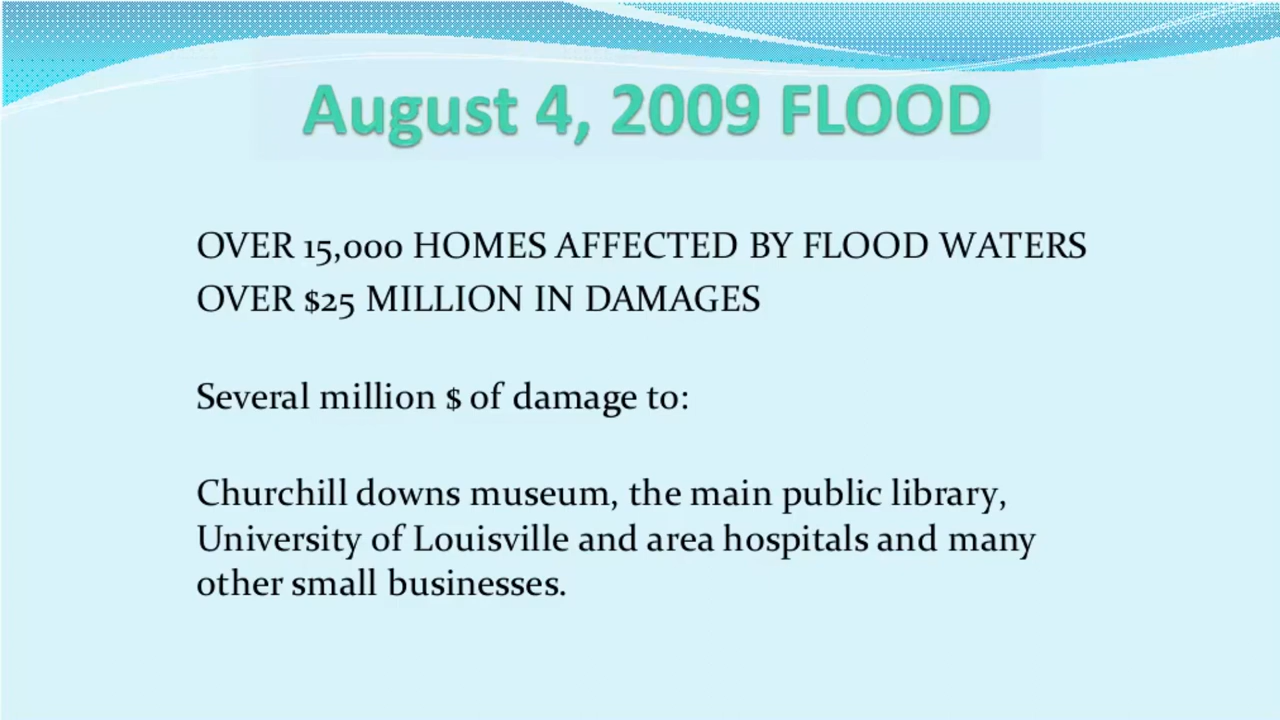 August 4, 2009 FLOOD
OVER 15,000 HOMES AFFECTED BY FLOOD WATERS
OVER $25 MILLION IN DAMAGES
Several million $ of damage to:
Churchill downs museum, the main public library,
University of Louisville and area hospitals and many
other small businesses.